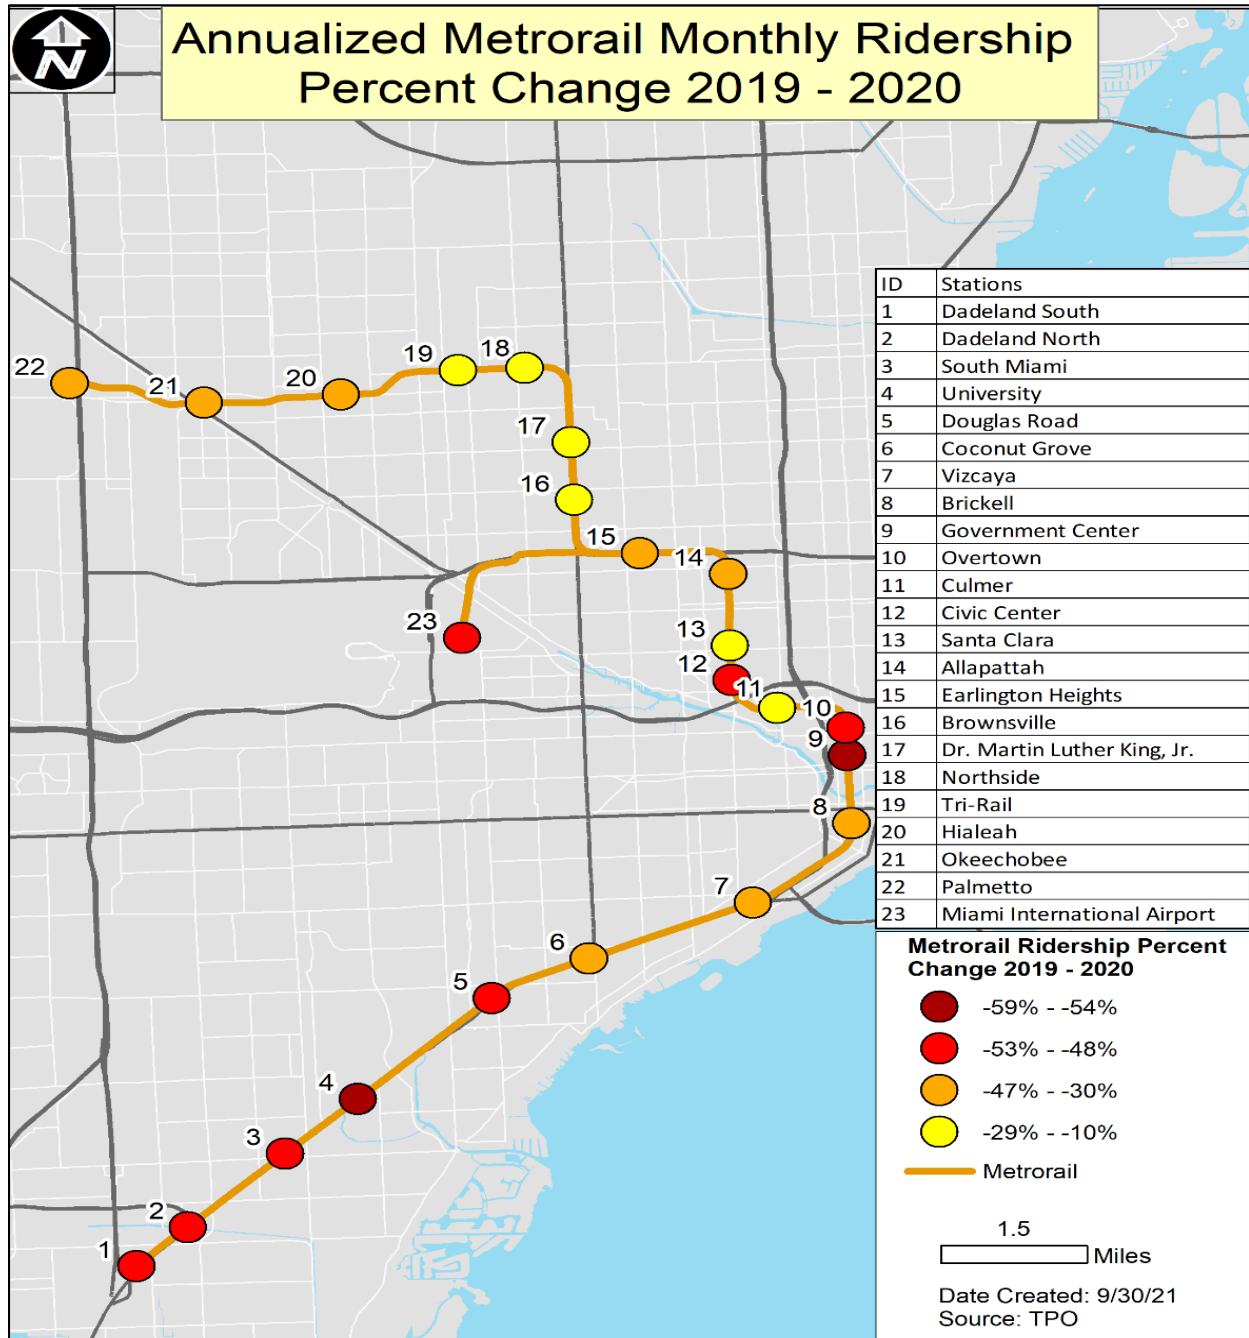 N
Annualized Metrorail Monthly Ridership
Percent Change 2019 - 2020
ID Stations
1 Dadeland South
2 Dadeland North
3 South Miami
4 University
5 Douglas Road
6 Coconut Grove
7 Vizcaya
8 Brickell
9 Government Center
10 Overtown
11 Culmer
12 Civic Center
13 Santa Clara
14 Allapattah
15 Earlington Heights
16 Brownsville
17 Dr. Martin Luther King, Jr.
18 Northside
19 Tri-Rail
20 Hialeah
21 Okeechobee
22 Palmetto
23 Miami International Airport
22
21
20
19
18
17
16
15
14
23
13
12
11
10
9
8
7
6
5
4
3
2
1
Metrorail Ridership Percent
Change 2019 - 2020
-59% - -54%
-53% - -48%
-47% - -30%
-29% - -10%
Metrorail
1.5
Miles
Date Created: 9/30/21
Source: TPO